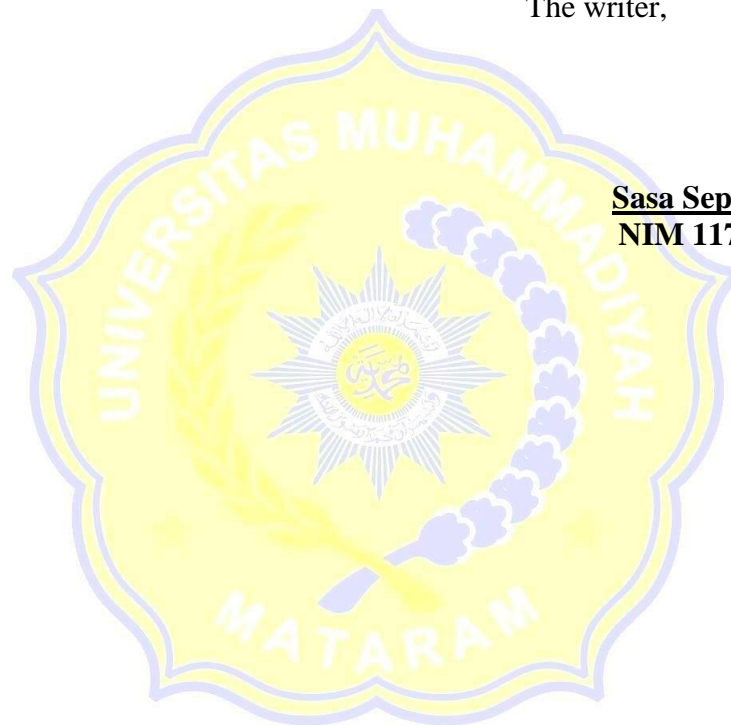 The writer,
UNIVERSITAS MUHAMMADIYAH
Sasa Sep
NIM 117
MATARAM